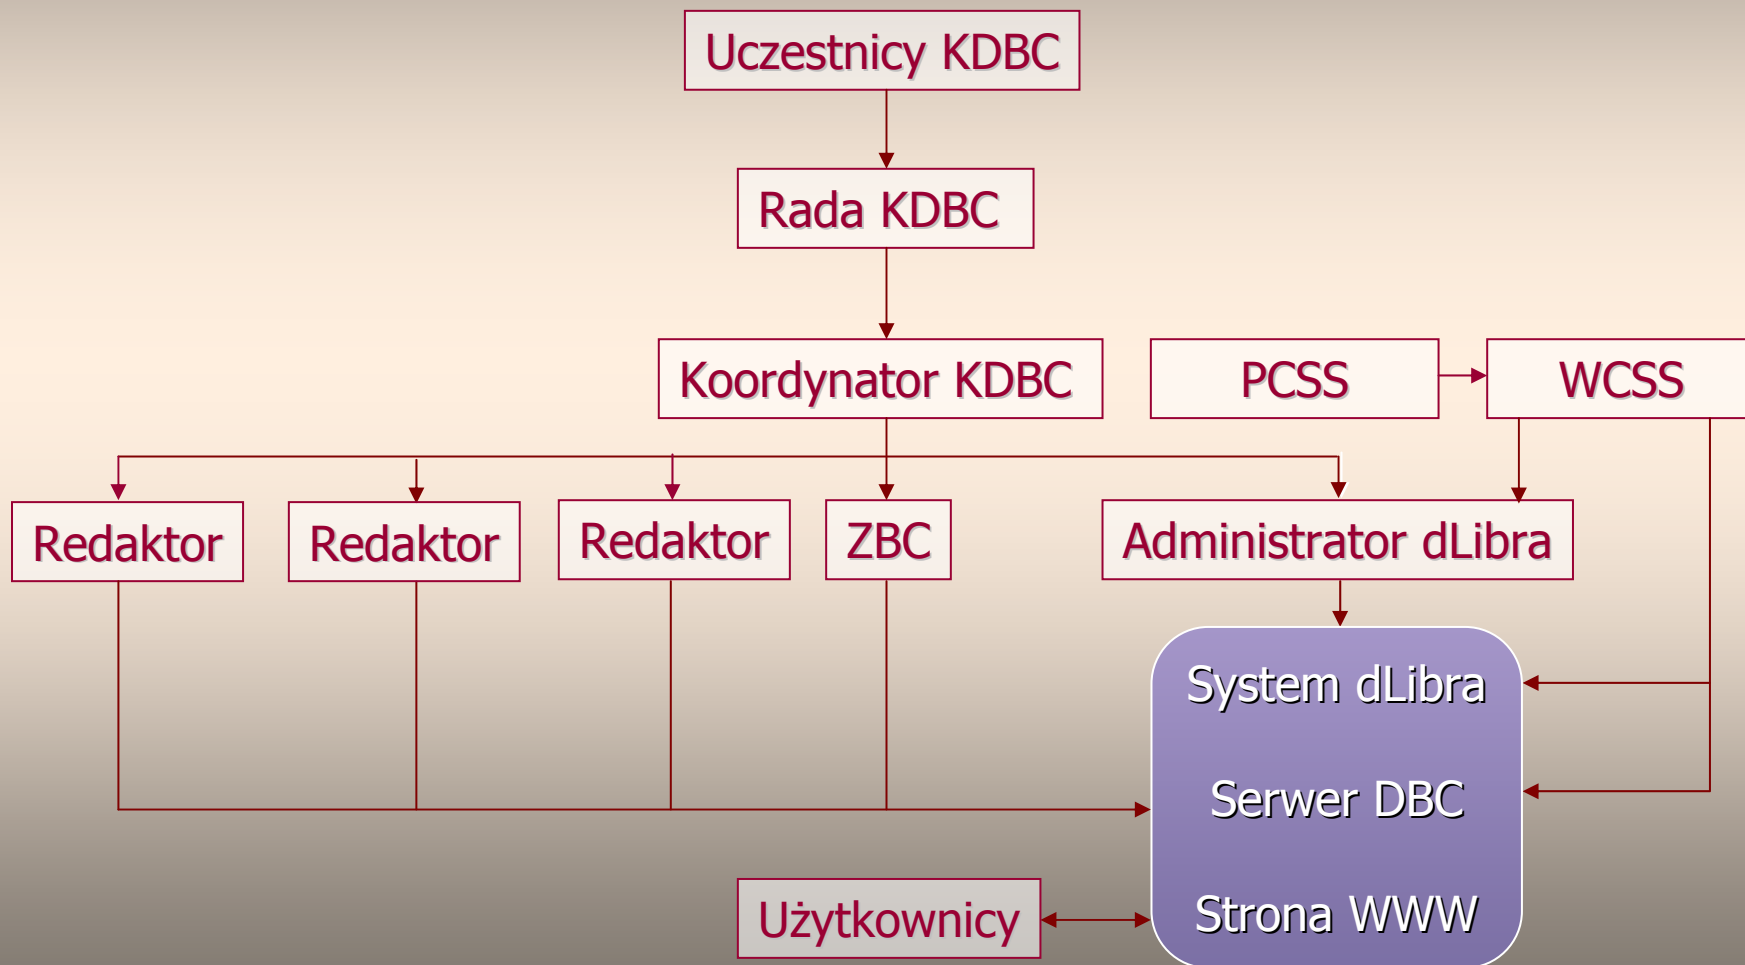 Uczestnicy KDBC
Rada KDBC
Koordynator KDBC
PCSS
WCSS
Redaktor
Redaktor
Redaktor
ZBC
Administrator dLibra
System dLibra
Serwer DBC
Strona WWW
Użytkownicy